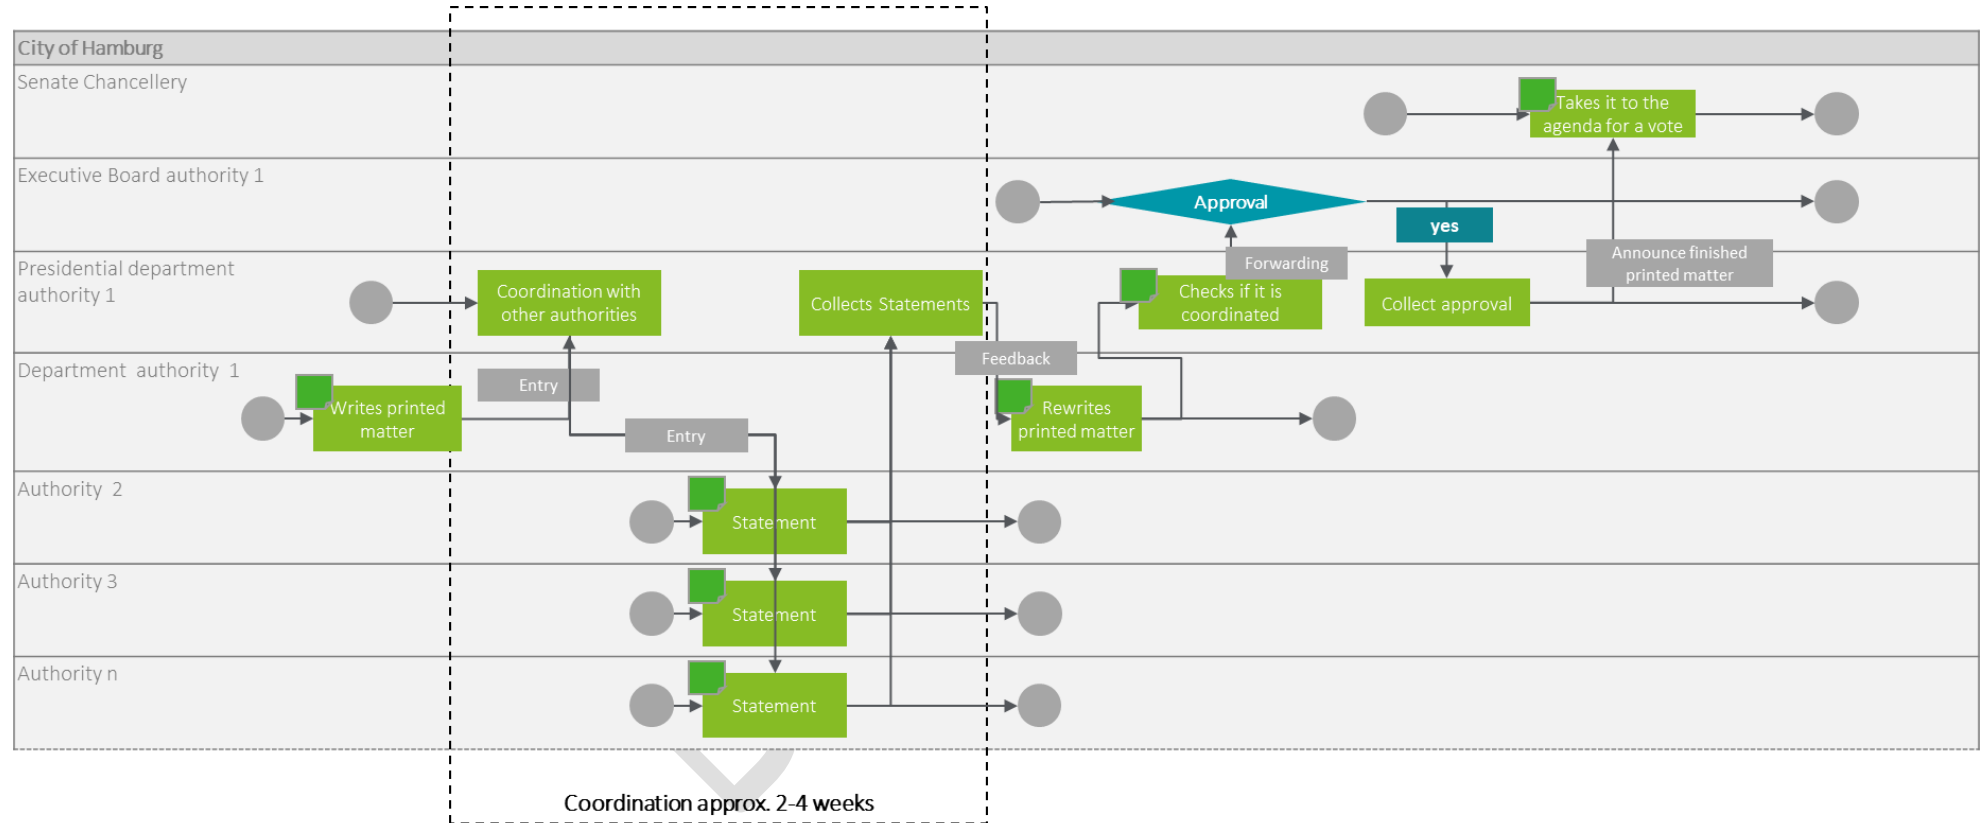 City of Hamburg
Senate Chancellery
Takes it to the
agenda for a vote
Executive Board authority 1
Approval
yes
Presidential department
authority 1
Coordination with
other authorities
Collects Statements
Forwarding
Checks if it is
coordinated
Collect approval
Announce finished
printed matter
Feedback
Department authority 1
Writes printed
matter
Entry
Entry
Rewrites
printed matter
Authority 2
Statement
Authority 3
Statement
Authority n
Statement
Coordination approx. 2-4 weeks